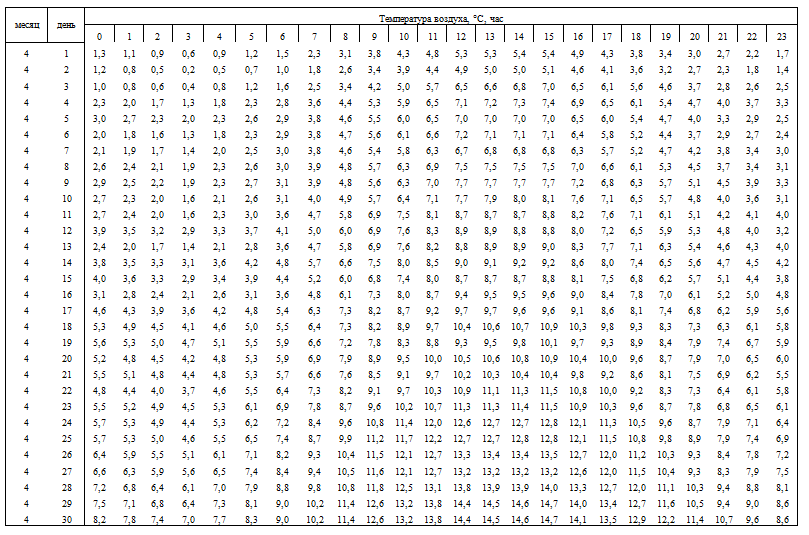 месяц день Температура воздуха, °С, час
0 1 2 3 4 5 6 7 8 9 10 11 12 13 14 15 16 17 18 19 20 21 22 23
4 1 1,3 1,1 0,9 0,6 0,9 1,2 1,5 2,3 3,1 3,8 4,3 4,8 5,3 5,3 5,4 5,4 4,9 4,3 3,8 3,4 3,0 2,7 2,2 1,7
4 2 1,2 0,8 0,5 0,2 0,5 0,7 1,0 1,8 2,6 3,4 3,9 4,4 4,9 5,0 5,0 5,1 4,6 4,1 3,6 3,2 2,7 2,3 1,8 1,4
4 3 1,0 0,8 0,6 0,4 0,8 1,2 1,6 2,5 3,4 4,2 5,0 5,7 6,5 6,6 6,8 7,0 6,5 6,1 5,6 4,6 3,7 2,8 2,6 2,5
4 4 2,3 2,0 1,7 1,3 1,8 2,3 2,8 3,6 4,4 5,3 5,9 6,5 7,1 7,2 7,3 7,4 6,9 6,5 6,1 5,4 4,7 4,0 3,7 3,3
4 5 3,0 2,7 2,3 2,0 2,3 2,6 2,9 3,8 4,6 5,5 6,0 6,5 7,0 7,0 7,0 7,0 6,5 6,0 5,4 4,7 4,0 3,3 2,9 2,5
4 6 2,0 1,8 1,6 1,3 1,8 2,3 2,9 3,8 4,7 5,6 6,1 6,6 7,2 7,1 7,1 7,1 6,4 5,8 5,2 4,4 3,7 2,9 2,7 2,4
4 7 2,1 1,9 1,7 1,4 2,0 2,5 3,0 3,8 4,6 5,4 5,8 6,3 6,7 6,8 6,8 6,8 6,3 5,7 5,2 4,7 4,2 3,8 3,4 3,0
4 8 2,6 2,4 2,1 1,9 2,3 2,6 3,0 3,9 4,8 5,7 6,3 6,9 7,5 7,5 7,5 7,5 7,0 6,6 6,1 5,3 4,5 3,7 3,4 3,1
4 9 2,9 2,5 2,2 1,9 2,3 2,7 3,1 3,9 4,8 5,6 6,3 7,0 7,7 7,7 7,7 7,7 7,2 6,8 6,3 5,7 5,1 4,5 3,9 3,3
4 10 2,7 2,3 2,0 1,6 2,1 2,6 3,1 4,0 4,9 5,7 6,4 7,1 7,7 7,9 8,0 8,1 7,6 7,1 6,5 5,7 4,8 4,0 3,6 3,1
4 11 2,7 2,4 2,0 1,6 2,3 3,0 3,6 4,7 5,8 6,9 7,5 8,1 8,7 8,7 8,8 8,8 8,2 7,6 7,1 6,1 5,1 4,2 4,1 4,0
4 12 3,9 3,5 3,2 2,9 3,3 3,7 4,1 5,0 6,0 6,9 7,6 8,3 8,9 8,9 8,8 8,8 8,0 7,2 6,5 5,9 5,3 4,8 4,0 3,2
4 13 2,4 2,0 1,7 1,4 2,1 2,8 3,6 4,7 5,8 6,9 7,6 8,2 8,8 8,9 8,9 9,0 8,3 7,7 7,1 6,3 5,4 4,6 4,3 4,0
4 14 3,8 3,5 3,3 3,1 3,6 4,2 4,8 5,7 6,6 7,5 8,0 8,5 9,0 9,1 9,2 9,2 8,6 8,0 7,4 6,5 5,6 4,7 4,5 4,2
4 15 4,0 3,6 3,3 2,9 3,4 3,9 4,4 5,2 6,0 6,8 7,4 8,0 8,7 8,7 8,7 8,8 8,1 7,5 6,8 6,2 5,7 5,1 4,4 3,8
4 16 3,1 2,8 2,4 2,1 2,6 3,1 3,6 4,8 6,1 7,3 8,0 8,7 9,4 9,5 9,5 9,6 9,0 8,4 7,8 7,0 6,1 5,2 5,0 4,8
4 17 4,6 4,3 3,9 3,6 4,2 4,8 5,4 6,3 7,3 8,2 8,7 9,2 9,7 9,7 9,6 9,6 9,1 8,6 8,1 7,4 6,8 6,2 5,9 5,6
4 18 5,3 4,9 4,5 4,1 4,6 5,0 5,5 6,4 7,3 8,2 8,9 9,7 10,4 10,6 10,7 10,9 10,3 9,8 9,3 8,3 7,3 6,3 6,1 5,8
4 19 5,6 5,3 5,0 4,7 5,1 5,5 5,9 6,6 7,2 7,8 8,3 8,8 9,3 9,5 9,8 10,1 9,7 9,3 8,9 8,4 7,9 7,4 6,7 5,9
4 20 5,2 4,8 4,5 4,2 4,8 5,3 5,9 6,9 7,9 8,9 9,5 10,0 10,5 10,6 10,8 10,9 10,4 10,0 9,6 8,7 7,9 7,0 6,5 6,0
4 21 5,5 5,1 4,8 4,4 4,8 5,3 5,7 6,6 7,6 8,5 9,1 9,7 10,2 10,3 10,4 10,4 9,8 9,2 8,6 8,1 7,5 6,9 6,2 5,5
4 22 4,8 4,4 4,0 3,7 4,6 5,5 6,4 7,3 8,2 9,1 9,7 10,3 10,9 11,1 11,3 11,5 10,8 10,0 9,2 8,3 7,3 6,4 6,1 5,8
4 23 5,5 5,2 4,9 4,5 5,3 6,1 6,9 7,8 8,7 9,6 10,2 10,7 11,3 11,3 11,4 11,5 10,9 10,3 9,6 8,7 7,8 6,8 6,5 6,1
4 24 5,7 5,3 4,9 4,4 5,3 6,2 7,2 8,4 9,6 10,8 11,4 12,0 12,6 12,7 12,7 12,8 12,1 11,3 10,5 9,6 8,7 7,9 7,1 6,4
4 25 5,7 5,3 5,0 4,6 5,5 6,5 7,4 8,7 9,9 11,2 11,7 12,2 12,7 12,7 12,8 12,8 12,1 11,5 10,8 9,8 8,9 7,9 7,4 6,9
4 26 6,4 5,9 5,5 5,1 6,1 7,1 8,2 9,3 10,4 11,5 12,1 12,7 13,3 13,4 13,4 13,5 12,7 12,0 11,2 10,3 9,3 8,4 7,8 7,2
4 27 6,6 6,3 5,9 5,6 6,5 7,4 8,4 9,4 10,5 11,6 12,1 12,7 13,2 13,2 13,2 13,2 12,6 12,0 11,5 10,4 9,3 8,3 7,9 7,5
4 28 7,2 6,8 6,4 6,1 7,0 7,9 8,8 9,8 10,8 11,8 12,5 13,1 13,8 13,9 13,9 14,0 13,3 12,7 12,0 11,1 10,3 9,4 8,8 8,1
4 29 7,5 7,1 6,8 6,4 7,3 8,1 9,0 10,2 11,4 12,6 13,2 13,8 14,4 14,5 14,6 14,7 14,0 13,4 12,7 11,6 10,5 9,4 9,0 8,6
4 30 8,2 7,8 7,4 7,0 7,7 8,3 9,0 10,2 11,4 12,6 13,2 13,8 14,4 14,5 14,6 14,7 14,1 13,5 12,9 12,2 11,4 10,7 9,6 8,6